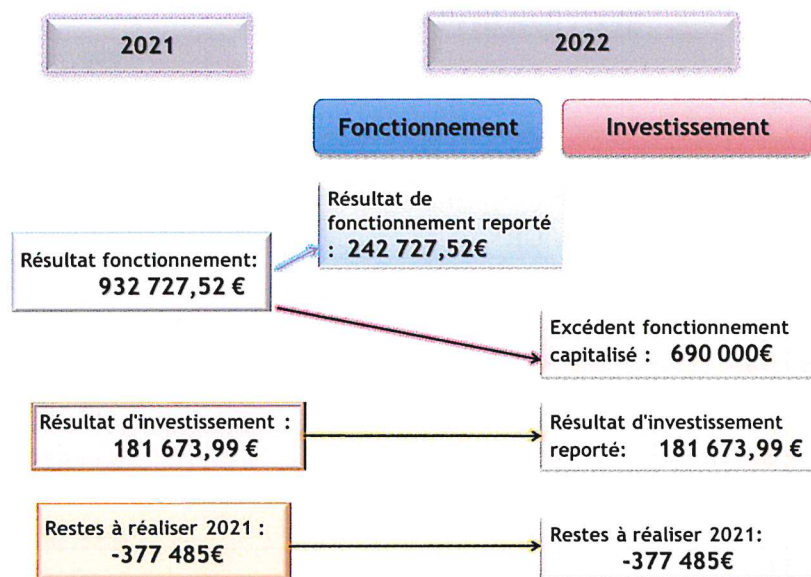 2021
2022
Fonctionnement
Investissement
Résultat de
fonctionnement reporté
: 242 727,52€
Résultat fonctionnement:
932 727,52 €
Excédent fonctionnement
capitalisé : 690 000€
Résultat d'investissement :
181 673,99 €
Résultat d'investissement
reporté: 181 673,99 €
Restes à réaliser 2021 :
-377 485€
Restes à réaliser 2021:
-377 485€